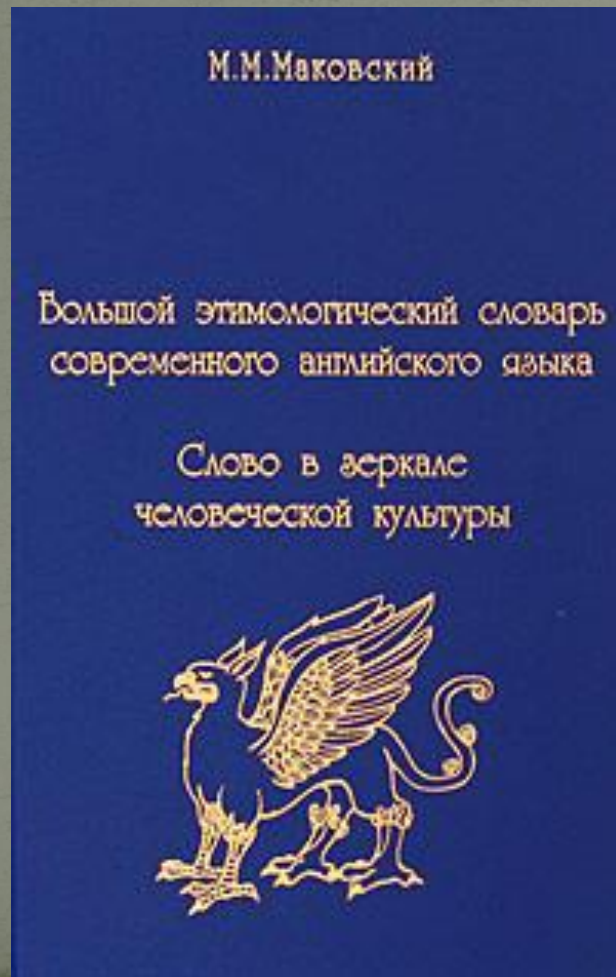 М.М.Маковский
Большой этимологический словарь
современного английского языка
Слово в зеркале
человеческой культуры